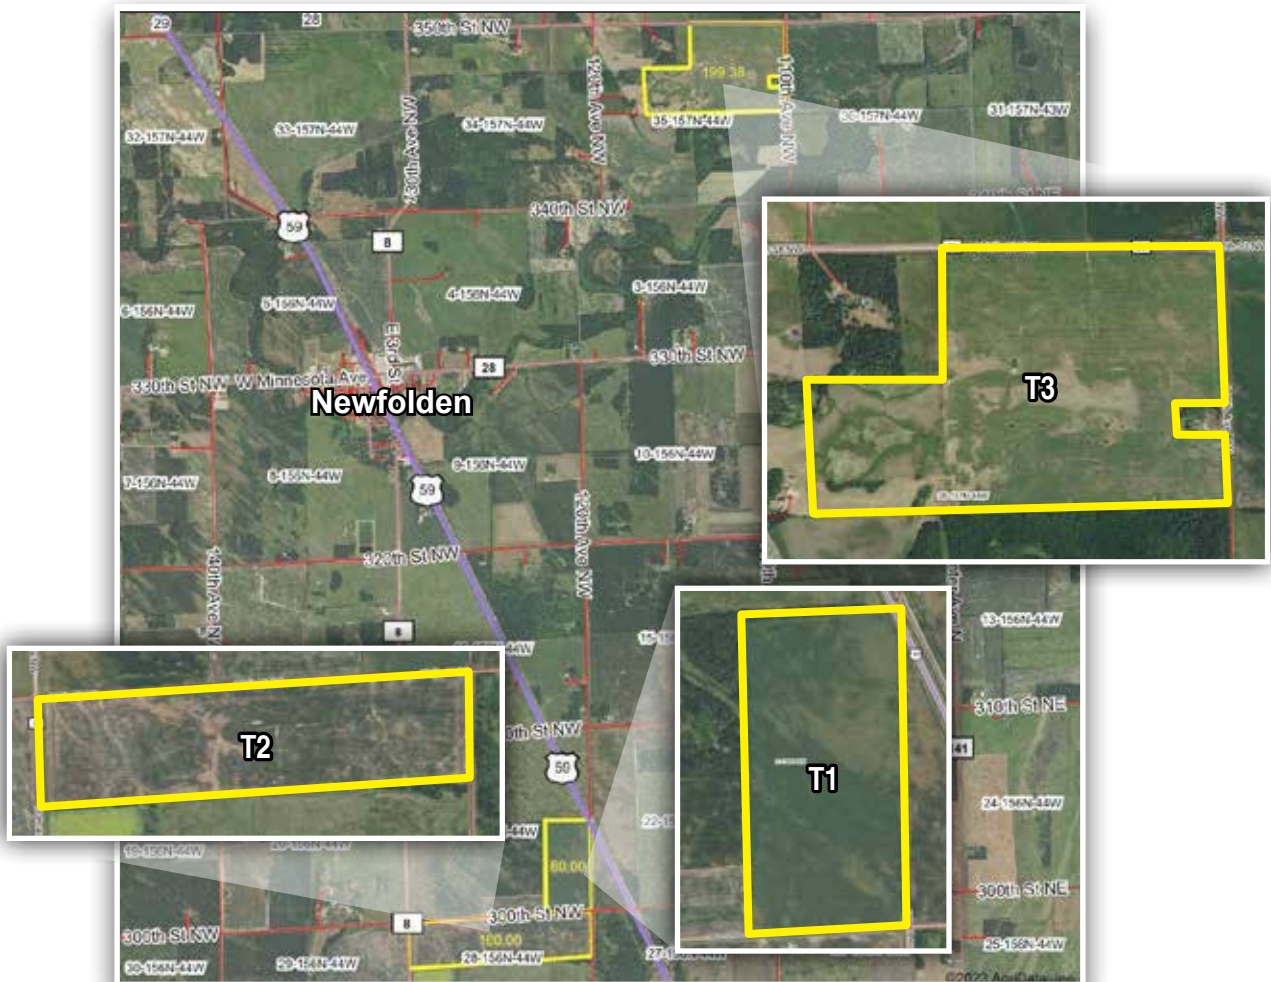 29
28
350th St NW
199.38
120th Ave NW
110th Ave NW
32-157N-44W
33-157N-44W
34-157N-44W
35-157N-44W
36-157N-44W
31-157N-43W
340th St NW
59
8
6-156N-44W
5-156N-44W
4-156N-44W
3-156N-44W
E 3rd St
28
330th St NW
330th St NW
W Minnesota Ave
Newfolden
T3
7-156N-44W
8-156N-44W
9-156N-44W
10-156N-44W
59
120th Ave NW
140th Ave N
320th St NW
8
13-156N-44W
T2
T1
310th St NE
59
41
24-156N-44W
300th St NE
300th St NW
8
300th St NW
160.00
30-156N-44W
29-156N-44W
28-156N-44W
25-156N-44W
©2023 AgriData, Inc